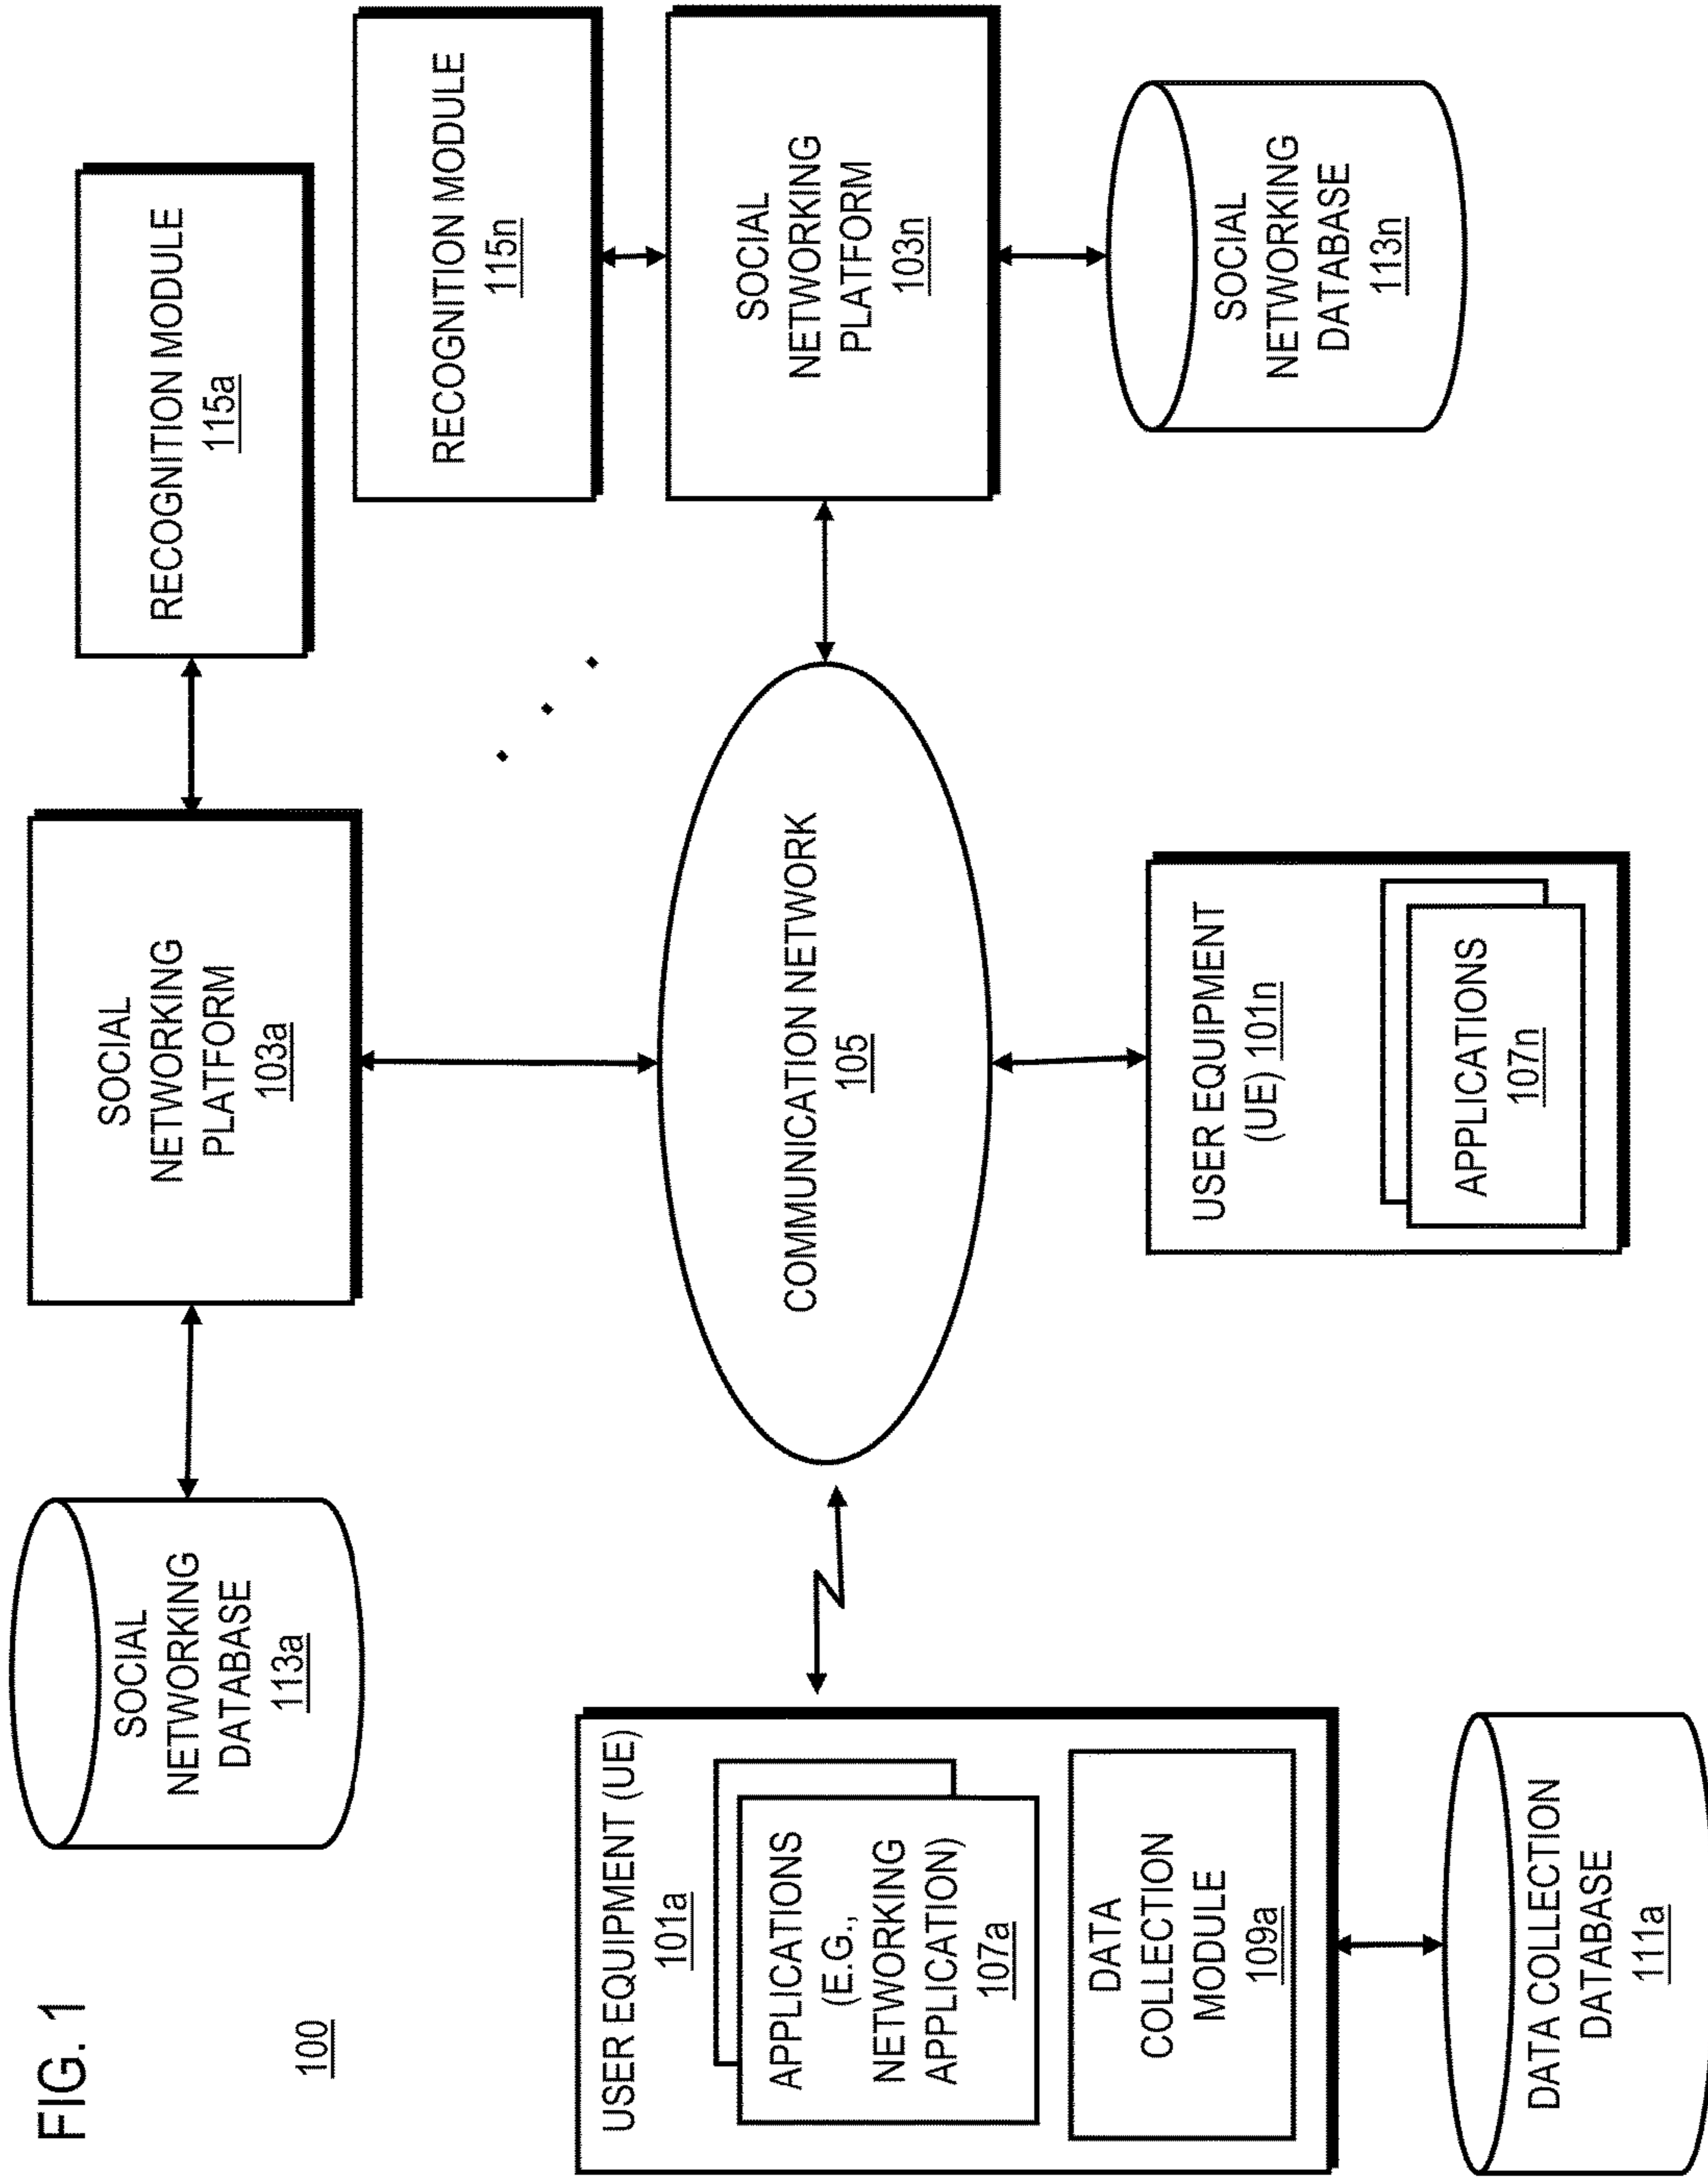 FIG. 1
100
SOCIAL
NETWORKING
DATABASE
113a
SOCIAL
NETWORKING
PLATFORM
103a
RECOGNITION MODULE
115a
RECOGNITION MODULE
115n
USER EQUIPMENT (UE)
101a
APPLICATIONS
(E.G.,
NETWORKING
APPLICATION)
107a
DATA
COLLECTION
MODULE
109a
DATA COLLECTION
DATABASE
111a
COMMUNICATION NETWORK
105
USER EQUIPMENT
(UE) 101n
APPLICATIONS
107n
SOCIAL
NETWORKING
PLATFORM
103n
SOCIAL
NETWORKING
DATABASE
113n